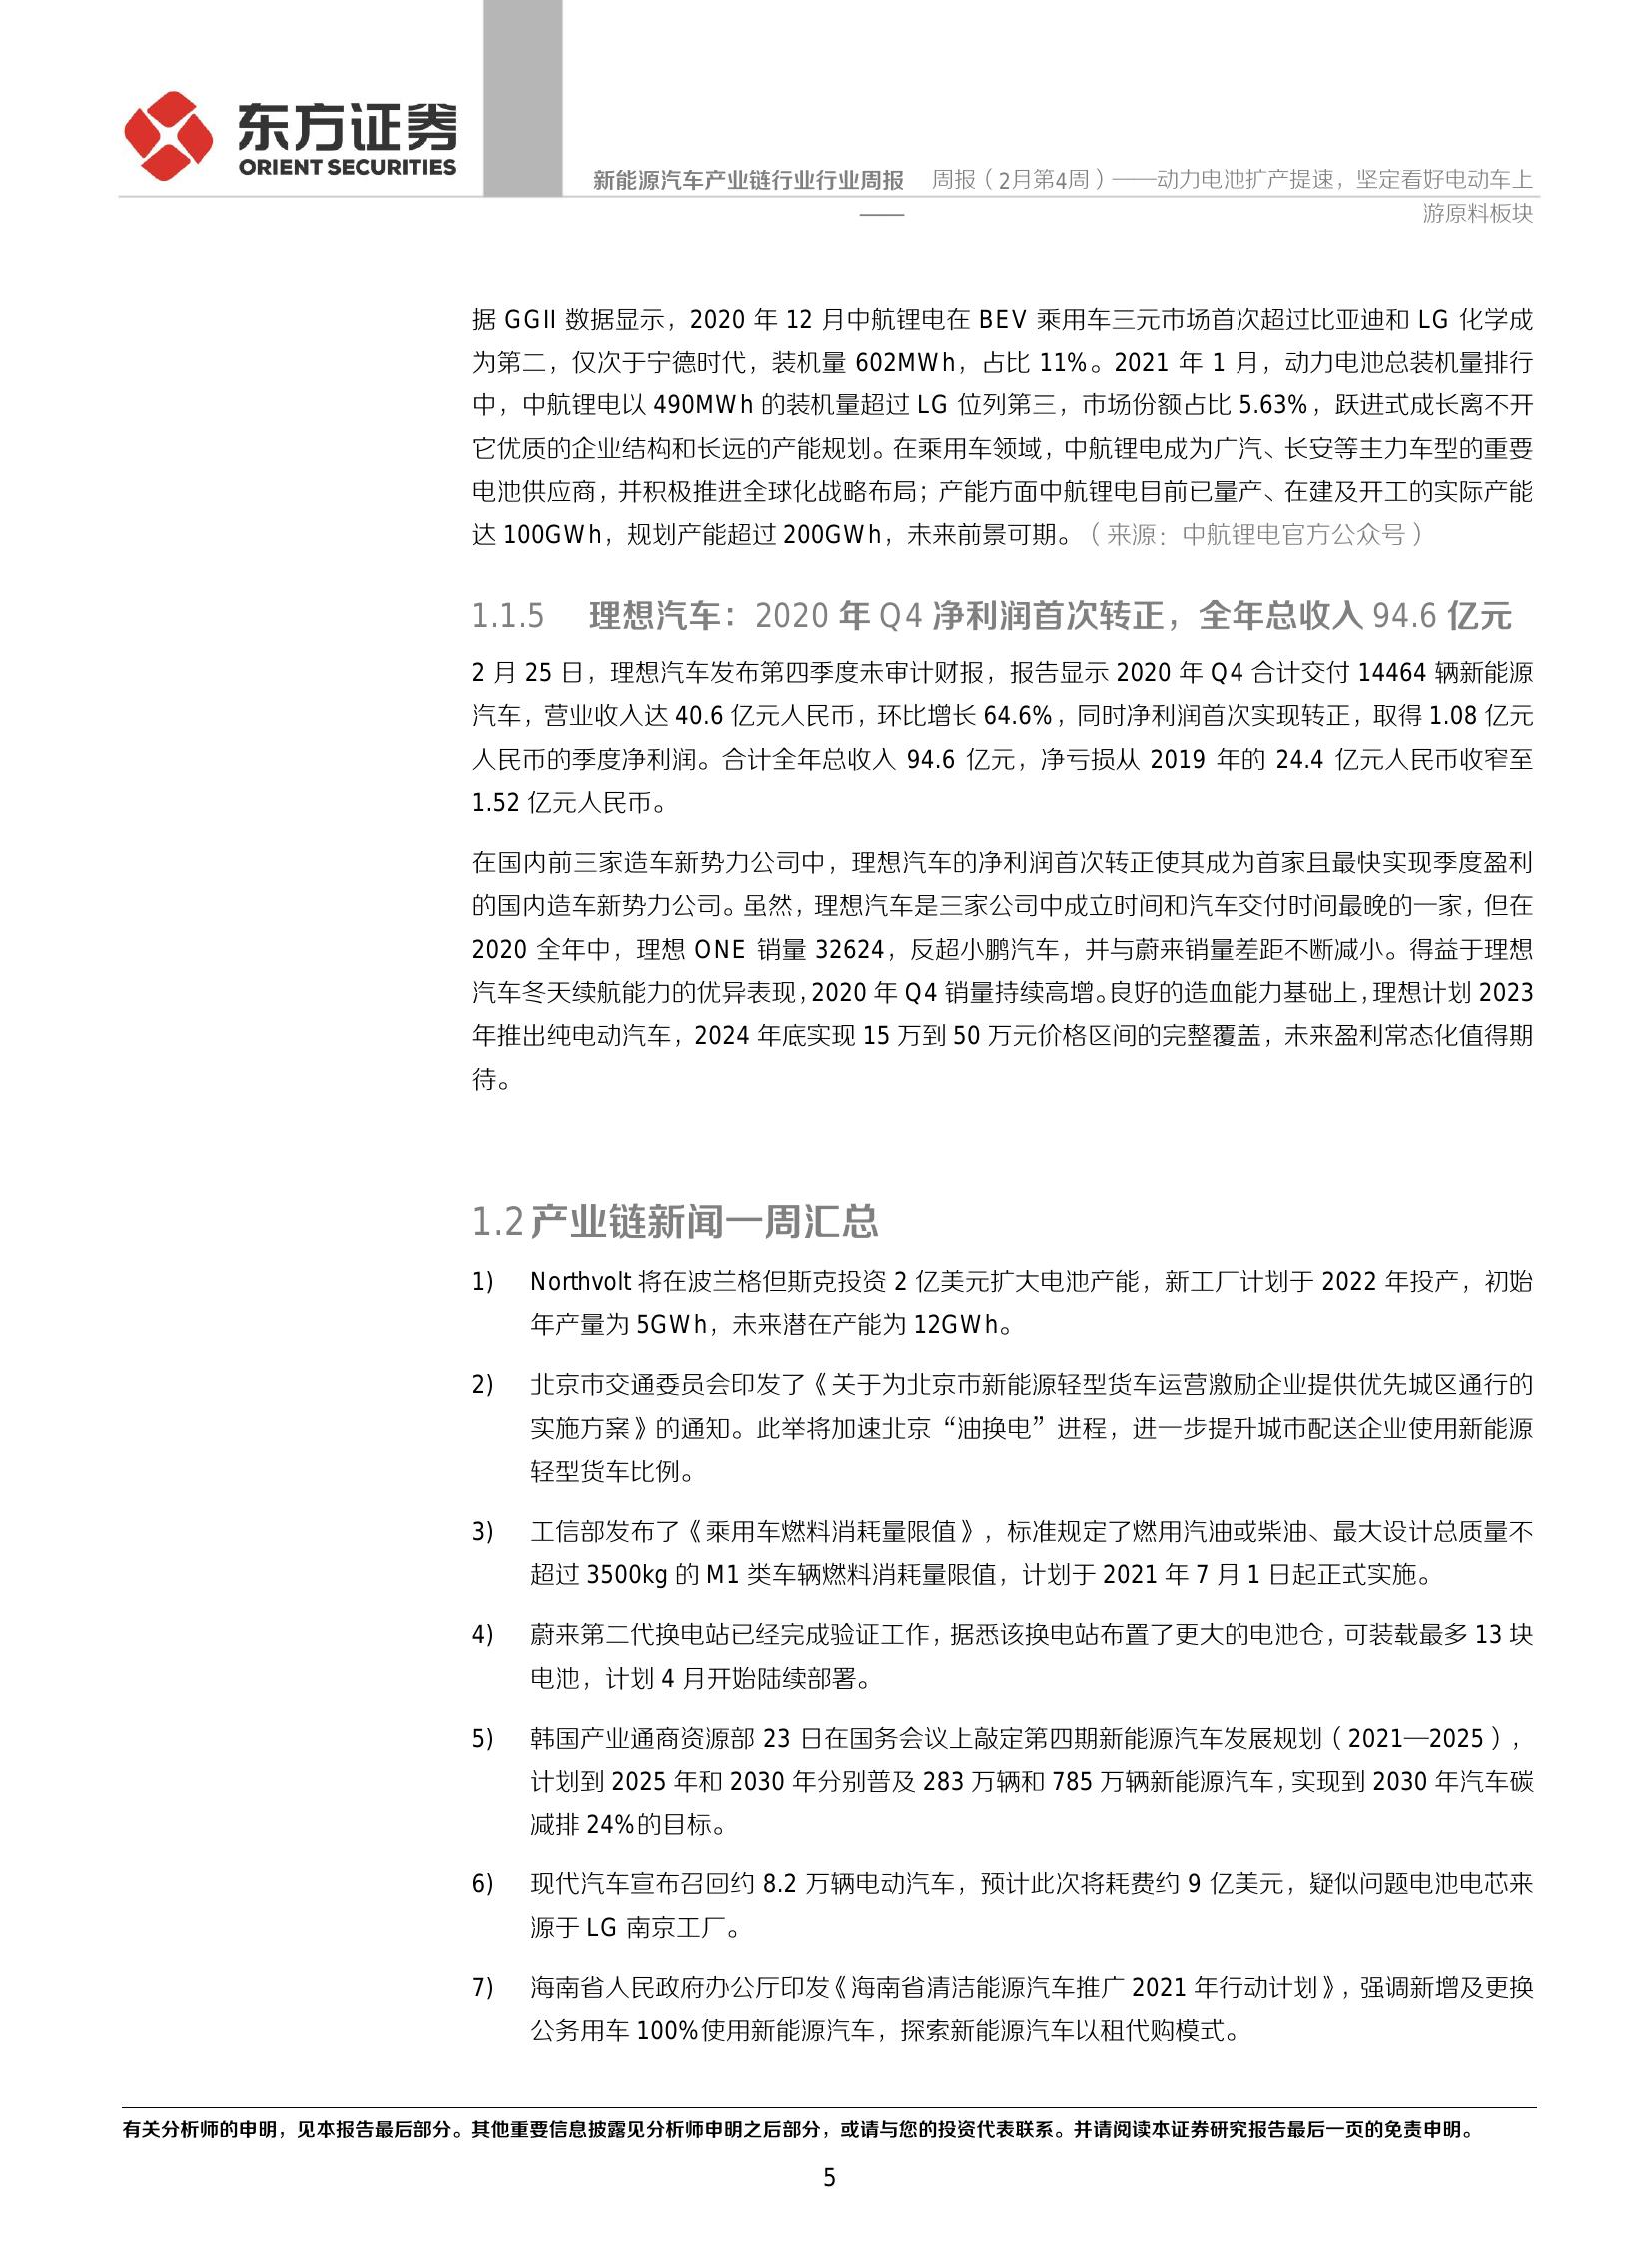 东方证券
ORIENT SECURITIES
新能源汽车产业链行业行业周报 周报（2月第4周）——动力电池扩产提速，坚定看好电动车上
—— 游原料板块
据 GGII 数据显示，2020 年 12 月中航锂电在 BEV 乘用车三元市场首次超过比亚迪和 LG 化学成
为第二，仅次于宁德时代，装机量 602MWh，占比 11%。2021 年 1 月，动力电池总装机量排行
中，中航锂电以 490MWh 的装机量超过 LG 位列第三，市场份额占比 5.63%，跃进式成长离不开
它优质的企业结构和长远的产能规划。在乘用车领域，中航锂电成为广汽、长安等主力车型的重要
电池供应商，并积极推进全球化战略布局；产能方面中航锂电目前已量产、在建及开工的实际产能
达 100GWh，规划产能超过 200GWh，未来前景可期。（来源：中航锂电官方公众号）
1.1.5 理想汽车：2020 年 Q4 净利润首次转正，全年总收入 94.6 亿元
2 月 25 日，理想汽车发布第四季度未审计财报，报告显示 2020 年 Q4 合计交付 14464 辆新能源
汽车，营业收入达 40.6 亿元人民币，环比增长 64.6%，同时净利润首次实现转正，取得 1.08 亿元
人民币的季度净利润。合计全年总收入 94.6 亿元，净亏损从 2019 年的 24.4 亿元人民币收窄至
1.52 亿元人民币。
在国内前三家造车新势力公司中，理想汽车的净利润首次转正使其成为首家且最快实现季度盈利
的国内造车新势力公司。虽然，理想汽车是三家公司中成立时间和汽车交付时间最晚的一家，但在
2020 全年中，理想 ONE 销量 32624，反超小鹏汽车，并与蔚来销量差距不断减小。得益于理想
汽车冬天续航能力的优异表现，2020 年 Q4 销量持续高增。良好的造血能力基础上，理想计划 2023
年推出纯电动汽车，2024 年底实现 15 万到 50 万元价格区间的完整覆盖，未来盈利常态化值得期
待。
1.2 产业链新闻一周汇总
1) Northvolt 将在波兰格但斯克投资 2 亿美元扩大电池产能，新工厂计划于 2022 年投产，初始
年产量为 5GWh，未来潜在产能为 12GWh。
2) 北京市交通委员会印发了《关于为北京市新能源轻型货车运营激励企业提供优先城区通行的
实施方案》的通知。此举将加速北京“油换电”进程，进一步提升城市配送企业使用新能源
轻型货车比例。
3) 工信部发布了《乘用车燃料消耗量限值》，标准规定了燃用汽油或柴油、最大设计总质量不
超过 3500kg 的 M1 类车辆燃料消耗量限值，计划于 2021 年 7 月 1 日起正式实施。
4) 蔚来第二代换电站已经完成验证工作，据悉该换电站布置了更大的电池仓，可装载最多 13 块
电池，计划 4 月开始陆续部署。
5) 韩国产业通商资源部 23 日在国务会议上敲定第四期新能源汽车发展规划（2021—2025），
计划到 2025 年和 2030 年分别普及 283 万辆和 785 万辆新能源汽车，实现到 2030 年汽车碳
减排 24%的目标。
6) 现代汽车宣布召回约 8.2 万辆电动汽车，预计此次将耗费约 9 亿美元，疑似问题电池电芯来
源于 LG 南京工厂。
7) 海南省人民政府办公厅印发《海南省清洁能源汽车推广 2021 年行动计划》，强调新增及更换
公务用车 100%使用新能源汽车，探索新能源汽车以租代购模式。
有关分析师的申明，见本报告最后部分。其他重要信息披露见分析师申明之后部分，或请与您的投资代表联系。并请阅读本证券研究报告最后一页的免责申明。
5